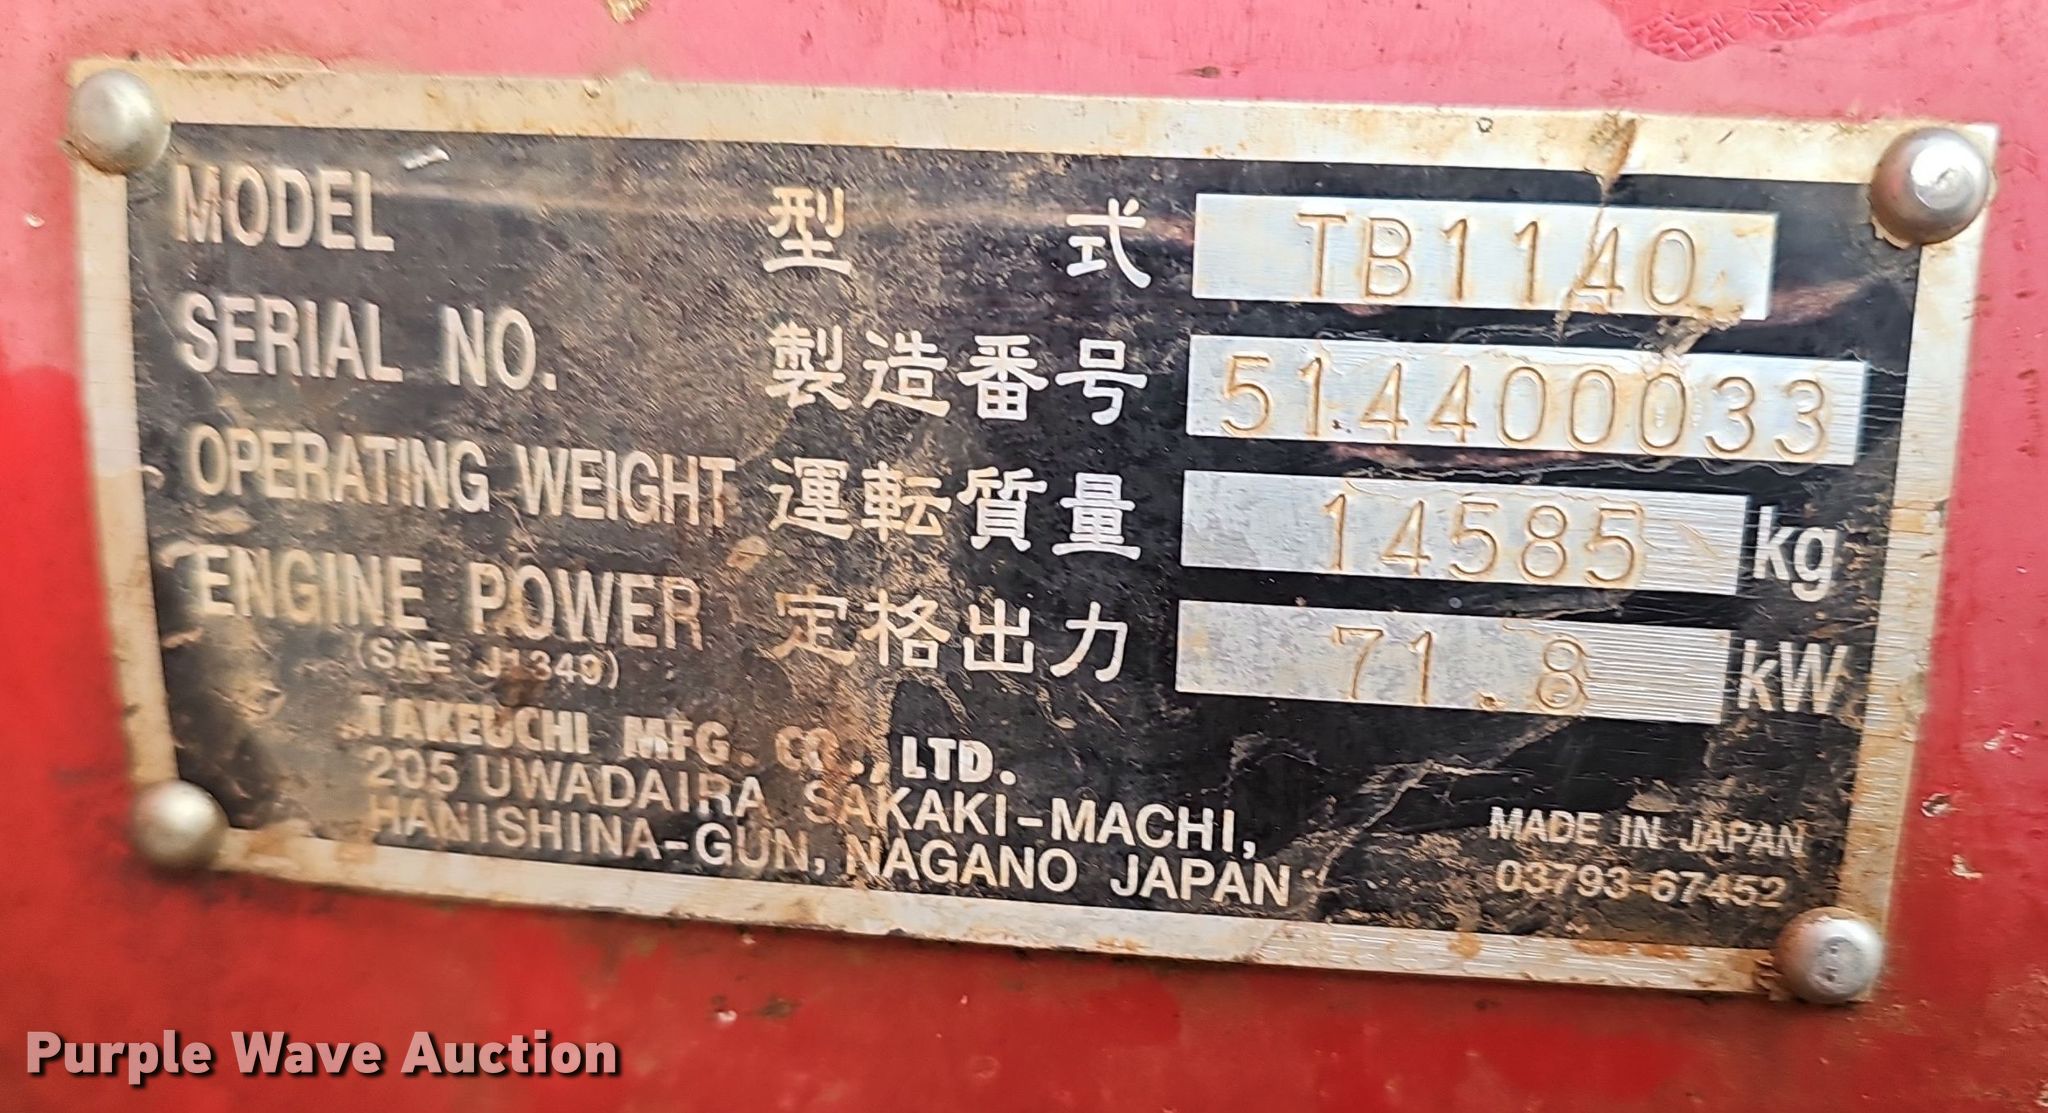 MODEL 型 式 TB1140
SERIAL NO. 製造番号 514400033
OPERATING WEIGHT 運転質量 14585 kg
ENGINE POWER 定格出力 71.8 kW
(SAE J1349)
TAKEUCHI MFG. CO., LTD.
205 UWADAIRA SAKAKI-MACHI,
HANISHINA-GUN, NAGANO JAPAN
MADE IN JAPAN
03793-67452
Purple Wave Auction